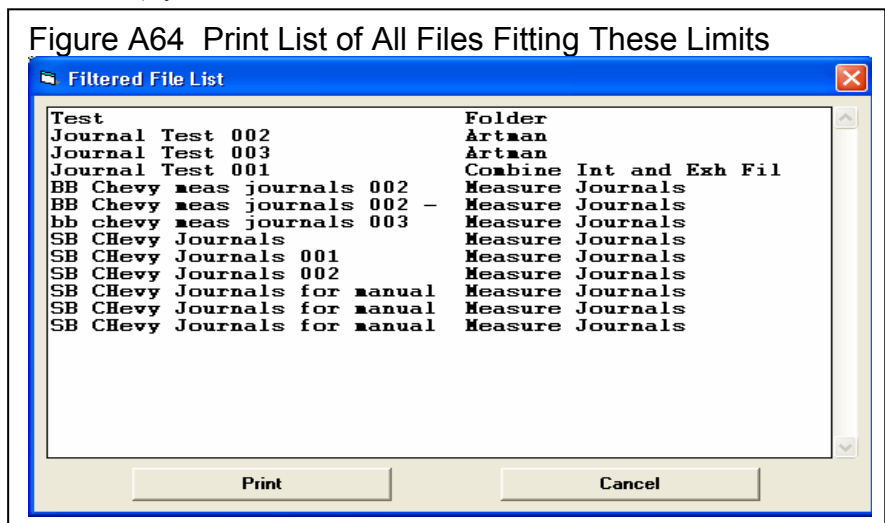 Figure A64 Print List of All Files Fitting These Limits
Filtered File List
Test Folder
Journal Test 002 Artman
Journal Test 003 Artman
Journal Test 001 Combine Int and Exh Fil
BB Chevy meas journals 002 Measure Journals
BB Chevy meas journals 002 - Measure Journals
bb chevy meas journals 003 Measure Journals
SB CHevy Journals Measure Journals
SB CHevy Journals 001 Measure Journals
SB CHevy Journals 002 Measure Journals
SB CHevy Journals for manual Measure Journals
SB CHevy Journals for manual Measure Journals
SB CHevy Journals for manual Measure Journals
Print Cancel